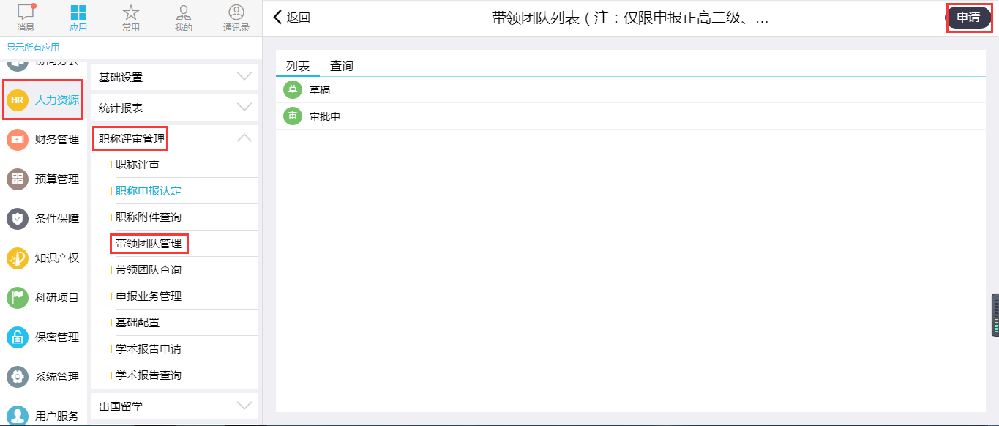 消息
应用
常用
我的
通讯录
显示所有应用
协同办公
HR 人力资源
财务管理
预算管理
条件保障
知识产权
科研项目
保密管理
系统管理
用户服务
基础设置
统计报表
职称评审管理
职称评审
职称申报认定
职称附件查询
带领团队管理
带领团队查询
申报业务管理
基础配置
学术报告申请
学术报告查询
出国留学
返回
带领团队列表（注：仅限申报正高二级、...
申请
列表 查询
草 草稿
审 审批中